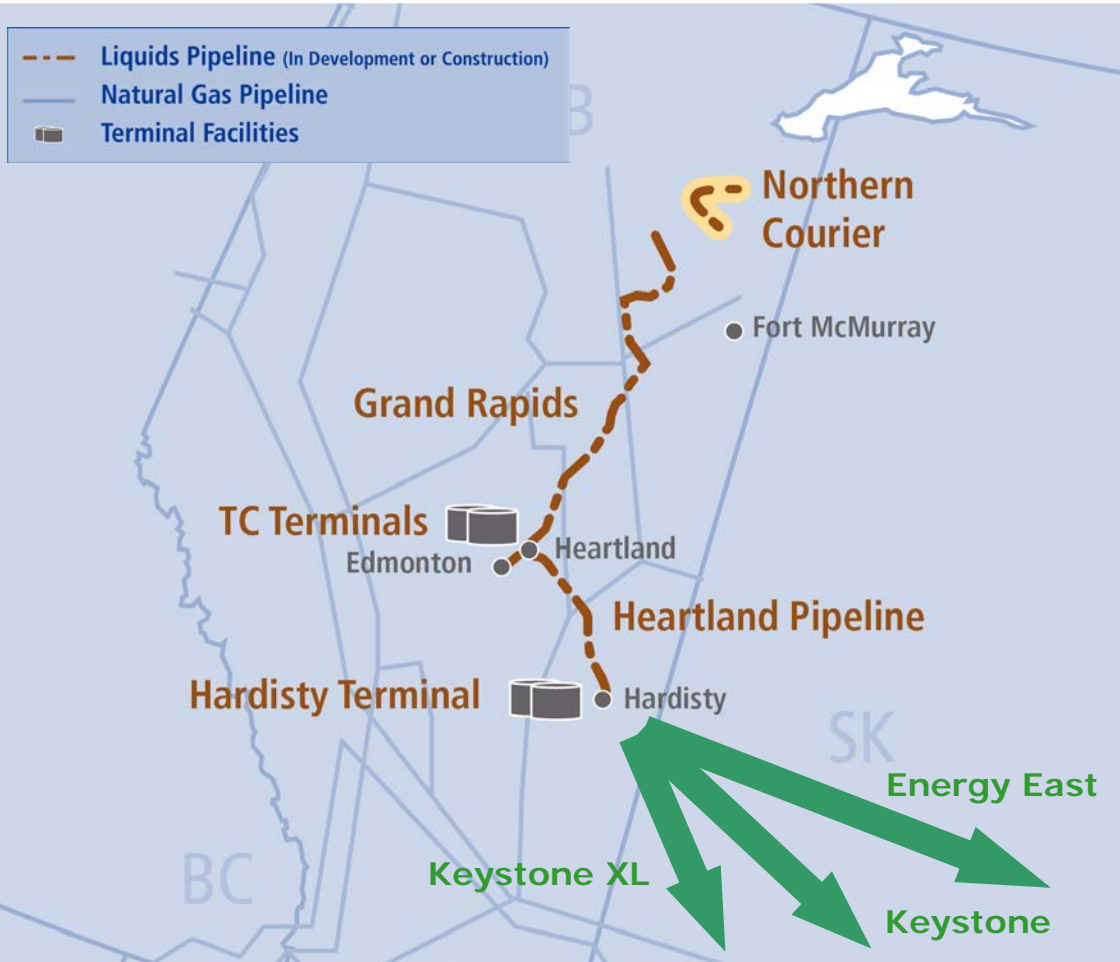 Liquids Pipeline (In Development or Construction)
Natural Gas Pipeline
Terminal Facilities
B
Northern
Courier
Fort McMurray
Grand Rapids
TC Terminals
Heartland
Edmonton
Heartland Pipeline
Hardisty Terminal
Hardisty
SK
Energy East
BC
Keystone XL
Keystone